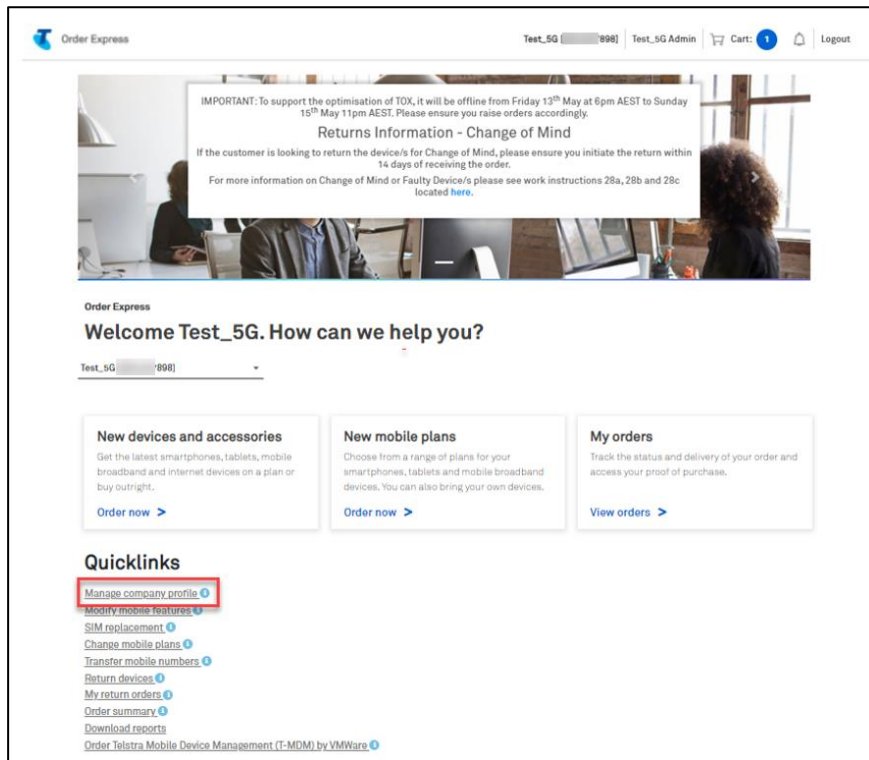 Order Express
Test_5G [ '898] Test_5G Admin Cart: 1 Logout
IMPORTANT: To support the optimisation of TOX, it will be offline from Friday 13th May at 6pm AEST to Sunday
15th May 11pm AEST. Please ensure you raise orders accordingly.
Returns Information - Change of Mind
If the customer is looking to return the device/s for Change of Mind, please ensure you initiate the return within
14 days of receiving the order.
For more information on Change of Mind or Faulty Device/s please see work instructions 28a, 28b and 28c
located here.
Order Express
Welcome Test_5G. How can we help you?
Test_5G '898]
New devices and accessories
Get the latest smartphones, tablets, mobile
broadband and internet devices on a plan or
buy outright.
Order now >
New mobile plans
Choose from a range of plans for your
smartphones, tablets and mobile broadband
devices. You can also bring your own devices.
Order now >
My orders
Track the status and delivery of your order and
access your proof of purchase.
View orders >
Quicklinks
Manage company profile
Modify mobile features
SIM replacement
Change mobile plans
Transfer mobile numbers
Return devices
My return orders
Order summary
Download reports
Order Telstra Mobile Device Management (T-MDM) by VMWare